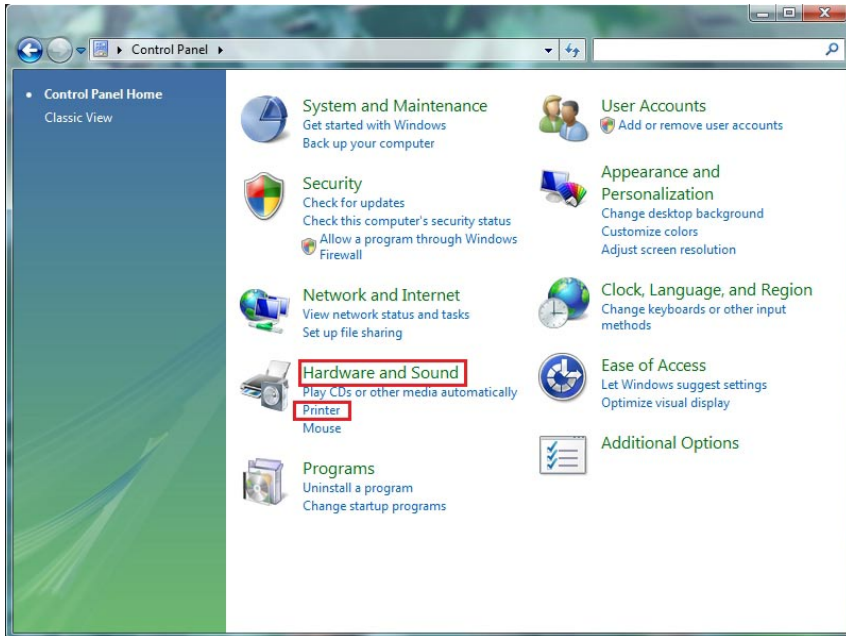 Control Panel
Control Panel Home
Classic View
System and Maintenance
Get started with Windows
Back up your computer
Security
Check for updates
Check this computer's security status
Allow a program through Windows
Firewall
Network and Internet
View network status and tasks
Set up file sharing
Hardware and Sound
Play CDs or other media automatically
Printer
Mouse
Programs
Uninstall a program
Change startup programs
User Accounts
Add or remove user accounts
Appearance and
Personalization
Change desktop background
Customize colors
Adjust screen resolution
Clock, Language, and Region
Change keyboards or other input
methods
Ease of Access
Let Windows suggest settings
Optimize visual display
Additional Options